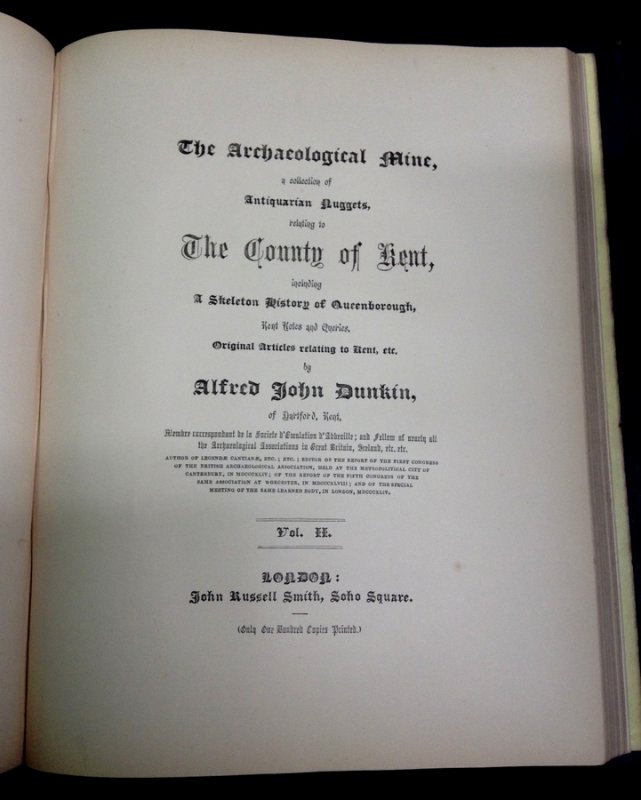 The Archaeological Mine,
a collection of
Antiquarian Nuggets,
relating to
The County of Kent,
including
A Skeleton History of Queenborough,
Kent Notes and Queries,
Original Articles relating to Kent, etc.
by
Alfred John Dunkin,
of Dartford, Kent,
Membre correspondant de la Societe d'Emulation d'Abbeville; and Fellow of nearly all
the Archaeological Associations in Great Britain, Ireland, etc. etc.
AUTHOR OF LEGENDÆ CANTIANÆ, ETC.; ETC.; EDITOR OF THE REPORT OF THE FIRST CONGRESS
OF THE BRITISH ARCHAEOLOGICAL ASSOCIATION, HELD AT THE METROPOLITICAL CITY OF
CANTERBURY, IN MDCCCXLIV; OF THE REPORT OF THE FIFTH CONGRESS OF THE
SAME ASSOCIATION AT WORCESTER, IN MDCCCXLVIII; AND OF THE SPECIAL
MEETING OF THE SAME LEARNED BODY, IN LONDON, MDCCCXLIV.
Vol. II.
LONDON:
John Russell Smith, Soho Square.
(Only One Hundred Copies Printed.)